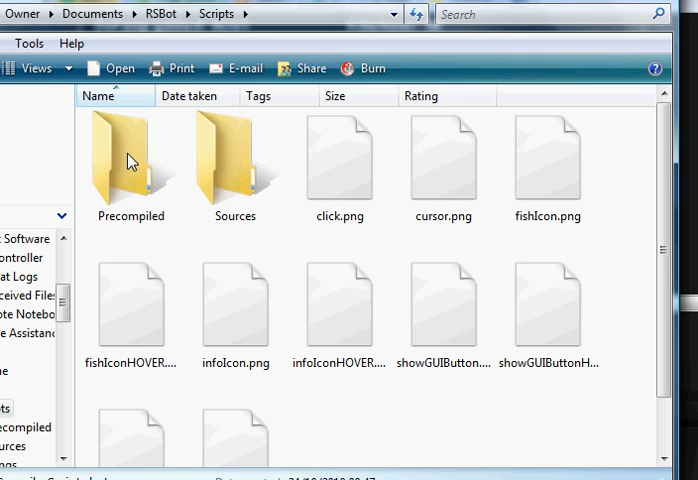 Owner ▸ Documents ▸ RSBot ▸ Scripts ▸
Search
Tools Help
Views Open Print E-mail Share Burn
Name Date taken Tags Size Rating
Precompiled Sources click.png cursor.png fishIcon.png
fishIconHOVER.... infoIcon.png infoIconHOVER.... showGUIButton.... showGUIButtonH...
t Software
ontroller
at Logs
ceived Files
ote Notebo
e Assistanc
ne
ts
ecompiled
urces